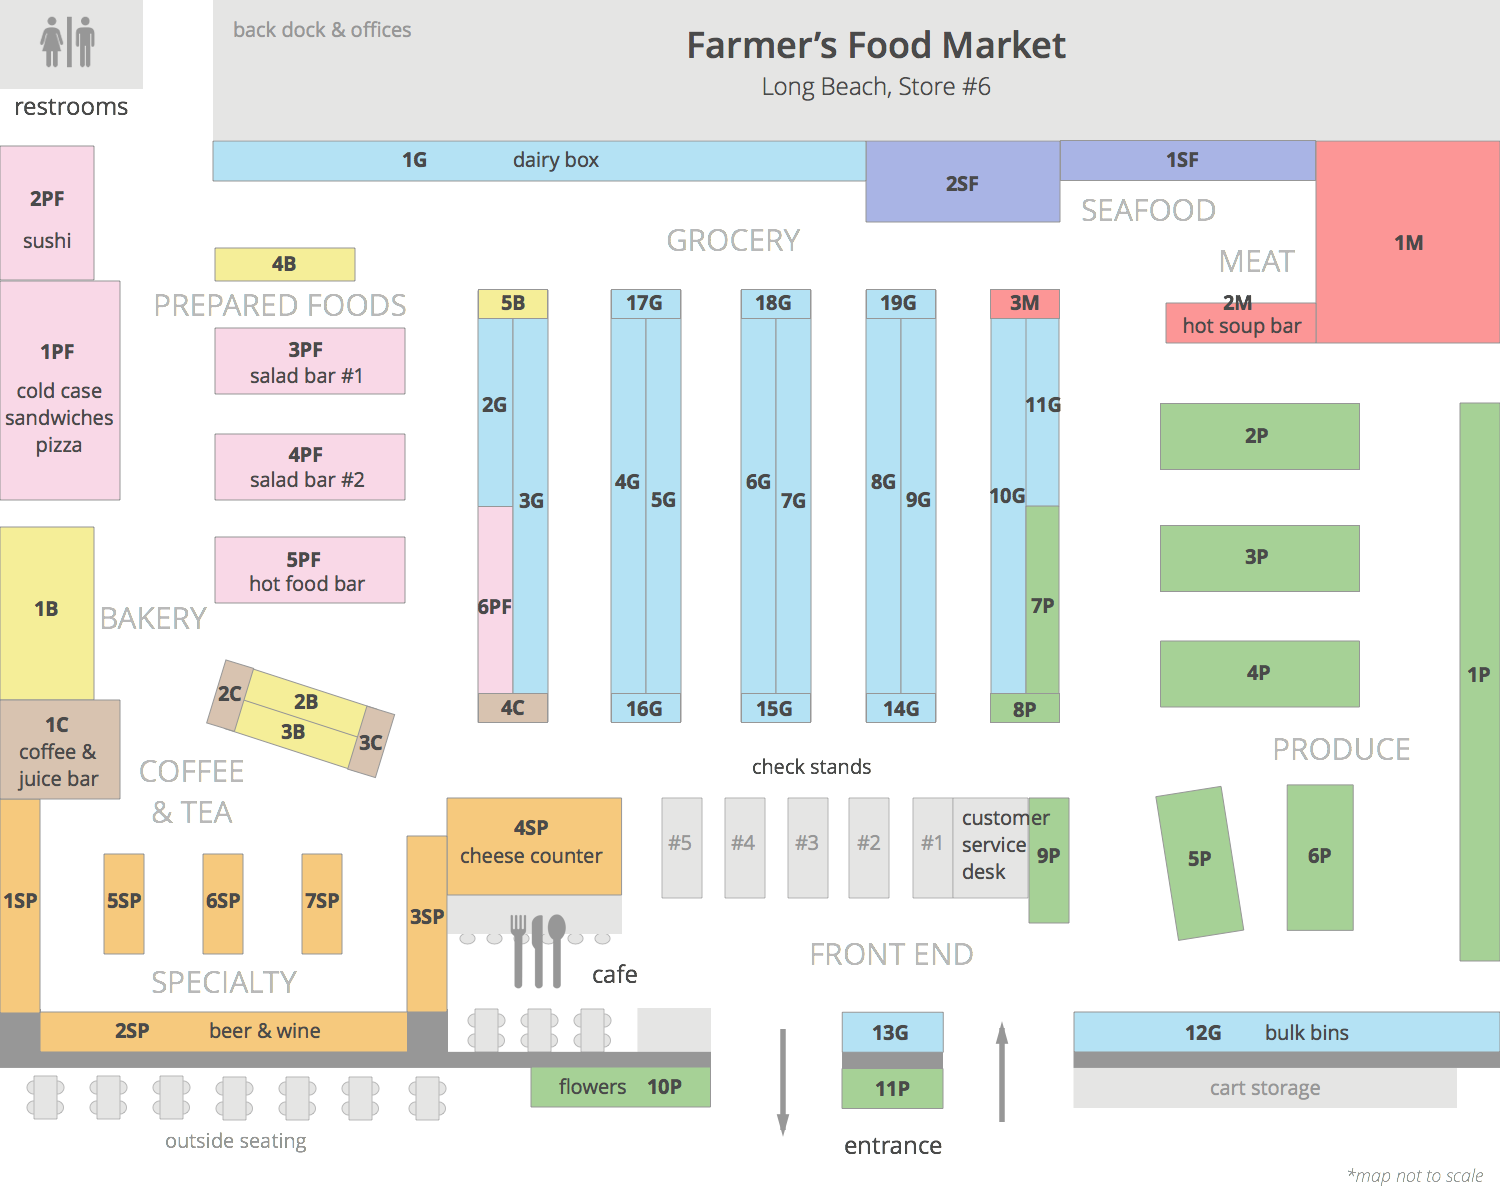 back dock & offices
Farmer’s Food Market
Long Beach, Store #6
restrooms
1G dairy box
2SF
1SF
SEAFOOD
2PF
sushi
GROCERY
1M
MEAT
4B
PREPARED FOODS
5B
17G
18G
19G
3M
2M
hot soup bar
1PF
cold case
sandwiches
pizza
3PF
salad bar #1
2G
11G
4PF
salad bar #2
3G
4G
5G
6G
7G
8G
9G
10G
2P
5PF
hot food bar
3P
1B
BAKERY
6PF
7P
2C
2B
3B
3C
4P
1P
4C
16G
15G
14G
8P
1C
coffee &
juice bar
COFFEE
& TEA
PRODUCE
check stands
4SP
cheese counter
#5
#4
#3
#2
#1
customer
service
desk
9P
5P
6P
1SP
5SP
6SP
7SP
3SP
SPECIALTY
FRONT END
cafe
2SP beer & wine
13G
12G bulk bins
flowers 10P
11P
cart storage
outside seating
entrance
*map not to scale